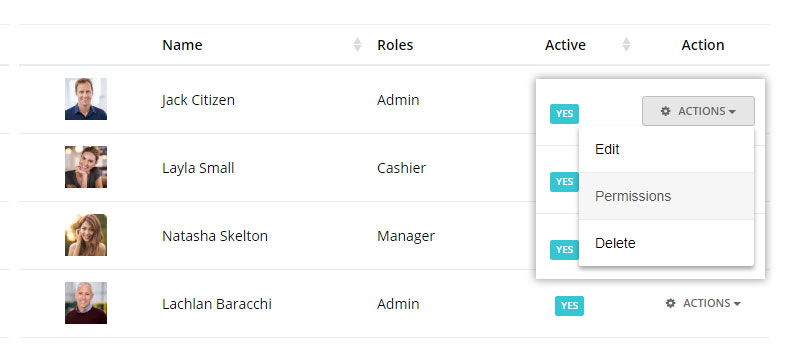 Name Roles Active Action
Jack Citizen Admin YES ACTIONS
Edit
Layla Small Cashier YES
Permissions
Natasha Skelton Manager YES
Delete
Lachlan Baracchi Admin YES ACTIONS